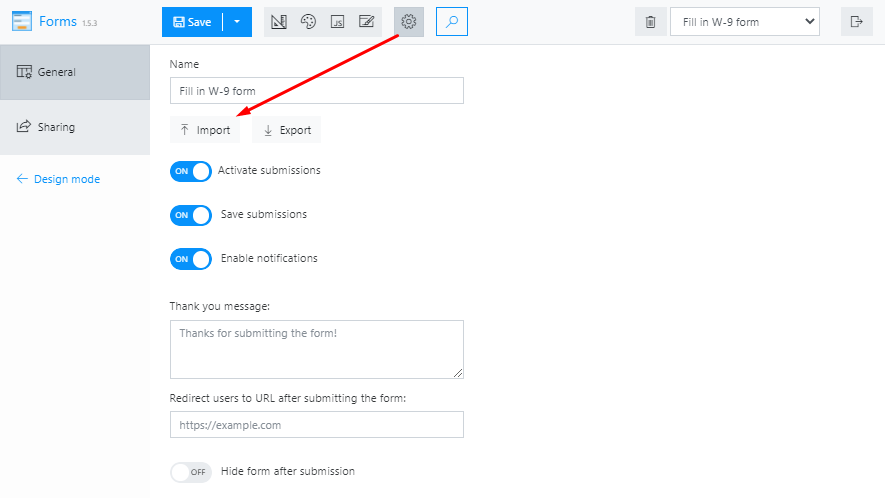 Forms 1.5.3
Save
JS
Fill in W-9 form
General
Sharing
Design mode
Name
Fill in W-9 form
Import
Export
ON Activate submissions
ON Save submissions
ON Enable notifications
Thank you message:
Thanks for submitting the form!
Redirect users to URL after submitting the form:
https://example.com
OFF Hide form after submission